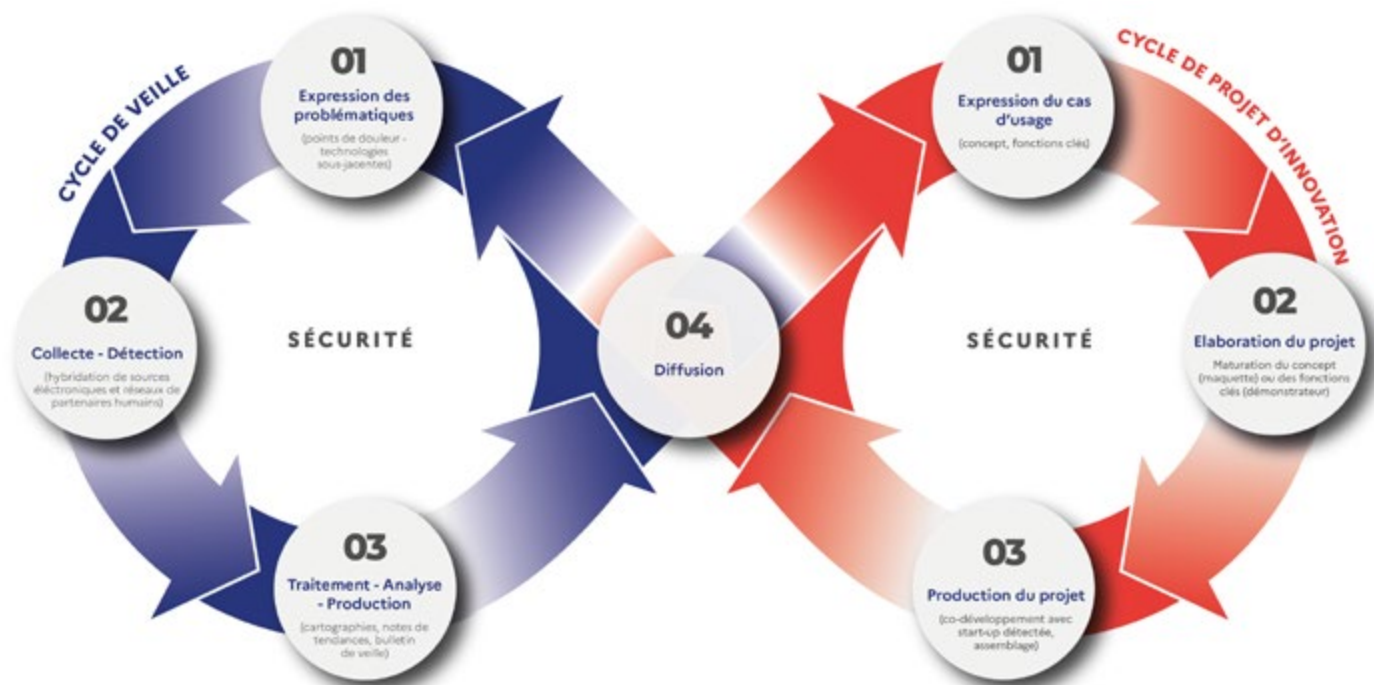 CYCLE DE VEILLE
01
Expression des
problématiques
(points de douleur -
technologies
sous-jacentes)
02
Collecte - Détection
(hybridation de sources
éléctroniques et réseaux de
partenaires humains)
03
Traitement - Analyse
- Production
(cartographies, notes de
tendances, bulletin
de veille)
SÉCURITÉ
04
Diffusion
CYCLE DE PROJET D'INNOVATION
01
Expression du cas
d'usage
(concept, fonctions clés)
02
Elaboration du projet
Maturation du concept
(maquette) ou des fonctions
clés (démonstrateur)
03
Production du projet
(co-développement avec
start-up détectée,
assemblage)
SÉCURITÉ